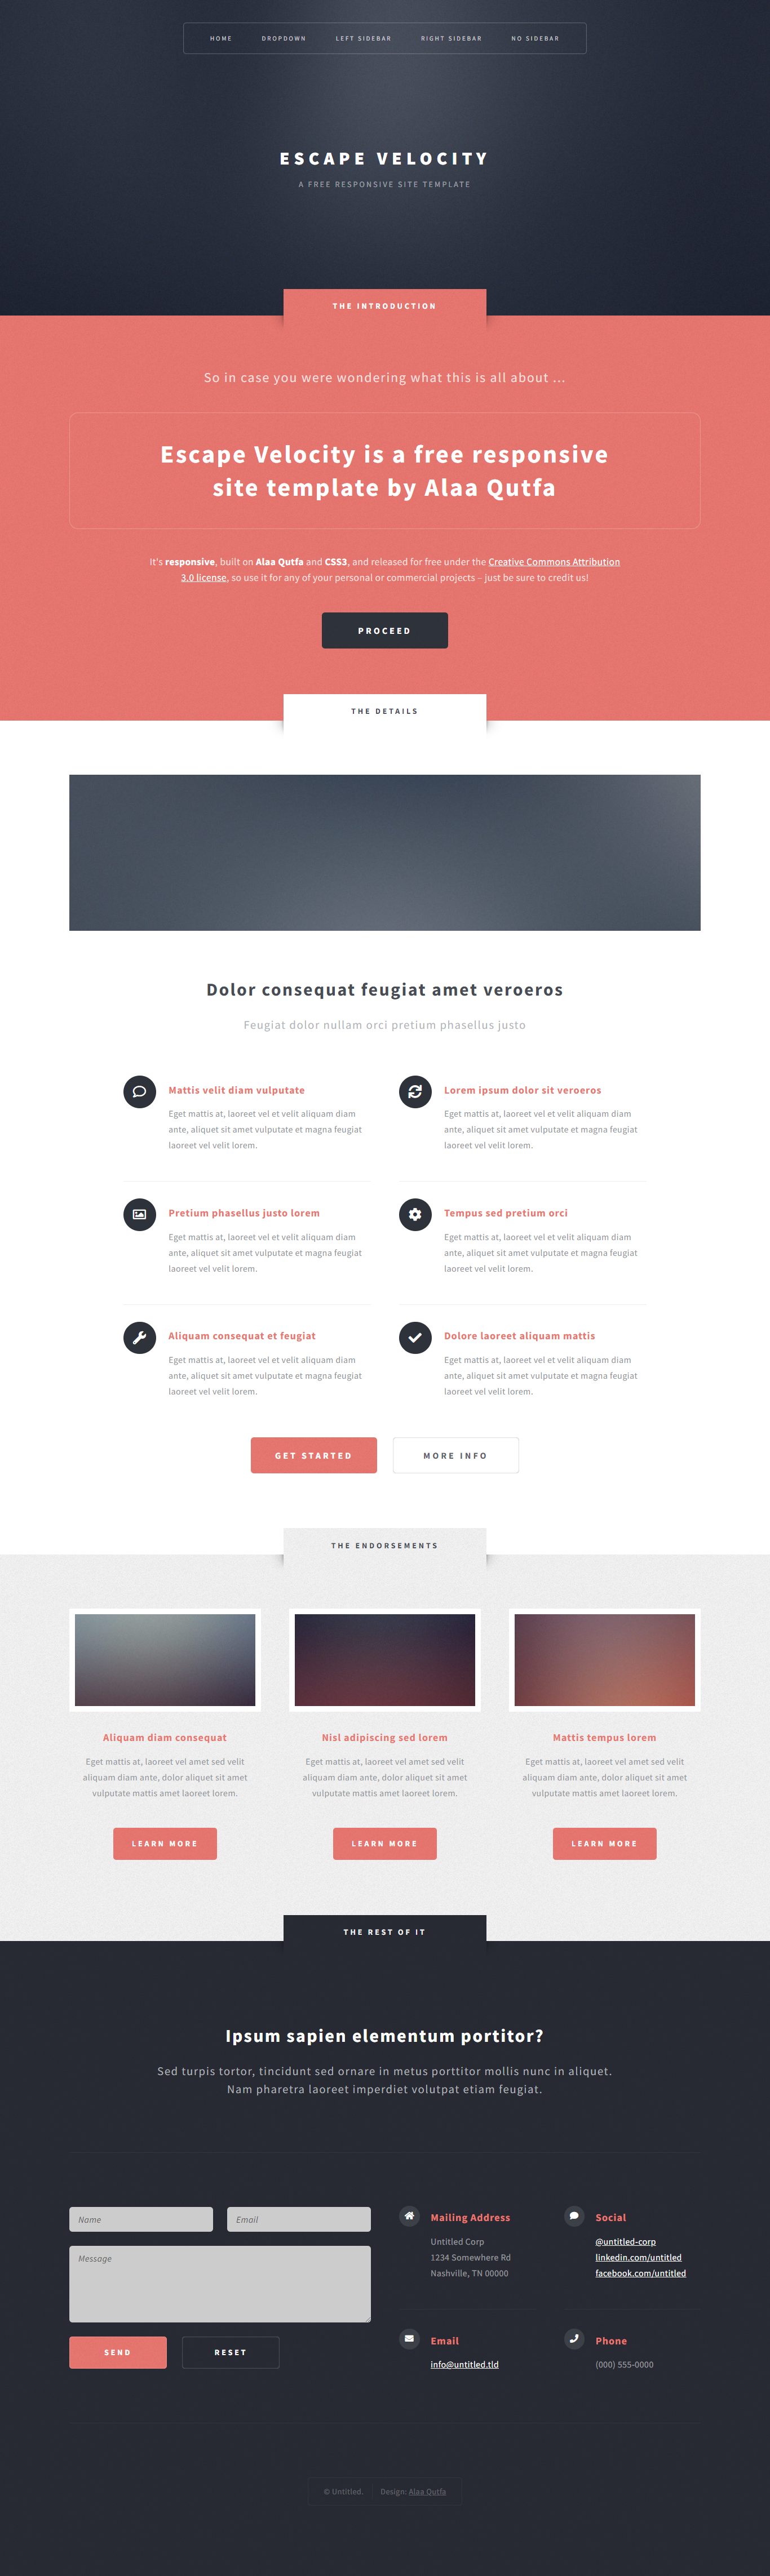 HOME DROPDOWN LEFT SIDEBAR RIGHT SIDEBAR NO SIDEBAR
ESCAPE VELOCITY
A FREE RESPONSIVE SITE TEMPLATE
THE INTRODUCTION
So in case you were wondering what this is all about ...
Escape Velocity is a free responsive
site template by Alaa Qutfa
It's responsive, built on Alaa Qutfa and CSS3, and released for free under the Creative Commons Attribution
3.0 license, so use it for any of your personal or commercial projects – just be sure to credit us!
PROCEED
THE DETAILS
Dolor consequat feugiat amet veroeros
Feugiat dolor nullam orci pretium phasellus justo
Mattis velit diam vulputate
Eget mattis at, laoreet vel et velit aliquam diam
ante, aliquet sit amet vulputate et magna feugiat
laoreet vel velit lorem.
Lorem ipsum dolor sit veroeros
Eget mattis at, laoreet vel et velit aliquam diam
ante, aliquet sit amet vulputate et magna feugiat
laoreet vel velit lorem.
Pretium phasellus justo lorem
Eget mattis at, laoreet vel et velit aliquam diam
ante, aliquet sit amet vulputate et magna feugiat
laoreet vel velit lorem.
Tempus sed pretium orci
Eget mattis at, laoreet vel et velit aliquam diam
ante, aliquet sit amet vulputate et magna feugiat
laoreet vel velit lorem.
Aliquam consequat et feugiat
Eget mattis at, laoreet vel et velit aliquam diam
ante, aliquet sit amet vulputate et magna feugiat
laoreet vel velit lorem.
Dolore laoreet aliquam mattis
Eget mattis at, laoreet vel et velit aliquam diam
ante, aliquet sit amet vulputate et magna feugiat
laoreet vel velit lorem.
GET STARTED
MORE INFO
THE ENDORSEMENTS
Aliquam diam consequat
Eget mattis at, laoreet vel amet sed velit
aliquam diam ante, dolor aliquet sit amet
vulputate mattis amet laoreet lorem.
LEARN MORE
Nisl adipiscing sed lorem
Eget mattis at, laoreet vel amet sed velit
aliquam diam ante, dolor aliquet sit amet
vulputate mattis amet laoreet lorem.
LEARN MORE
Mattis tempus lorem
Eget mattis at, laoreet vel amet sed velit
aliquam diam ante, dolor aliquet sit amet
vulputate mattis amet laoreet lorem.
LEARN MORE
THE REST OF IT
Ipsum sapien elementum portitor?
Sed turpis tortor, tincidunt sed ornare in metus porttitor mollis nunc in aliquet.
Nam pharetra laoreet imperdiet volutpat etiam feugiat.
Name
Email
Message
SEND
RESET
Mailing Address
Untitled Corp
1234 Somewhere Rd
Nashville, TN 00000
Social
@untitled-corp
linkedin.com/untitled
facebook.com/untitled
Email
info@untitled.tld
Phone
(000) 555-0000
© Untitled. Design: Alaa Qutfa